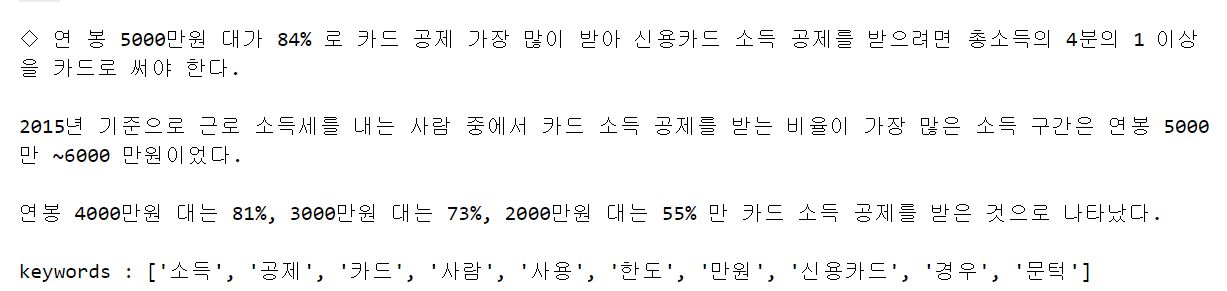 ◇ 연 봉 5000만원 대가 84% 로 카드 공제 가장 많이 받아 신용카드 소득 공제를 받으려면 총소득의 4분의 1 이상
을 카드로 써야 한다.
2015년 기준으로 근로 소득세를 내는 사람 중에서 카드 소득 공제를 받는 비율이 가장 많은 소득 구간은 연봉 5000
만 ~6000 만원이었다.
연봉 4000만원 대는 81%, 3000만원 대는 73%, 2000만원 대는 55% 만 카드 소득 공제를 받은 것으로 나타났다.
keywords : ['소득', '공제', '카드', '사람', '사용', '한도', '만원', '신용카드', '경우', '문턱']